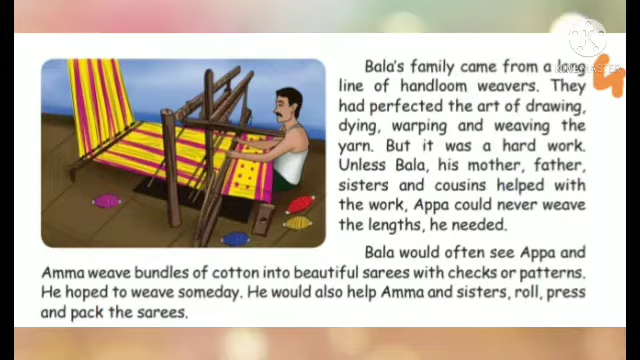 Bala's family came from a long
line of handloom weavers. They
had perfected the art of drawing,
dying, warping and weaving the
yarn. But it was a hard work.
Unless Bala, his mother, father,
sisters and cousins helped with
the work, Appa could never weave
the lengths, he needed.
Bala would often see Appa and
Amma weave bundles of cotton into beautiful sarees with checks or patterns.
He hoped to weave someday. He would also help Amma and sisters, roll, press
and pack the sarees.
4